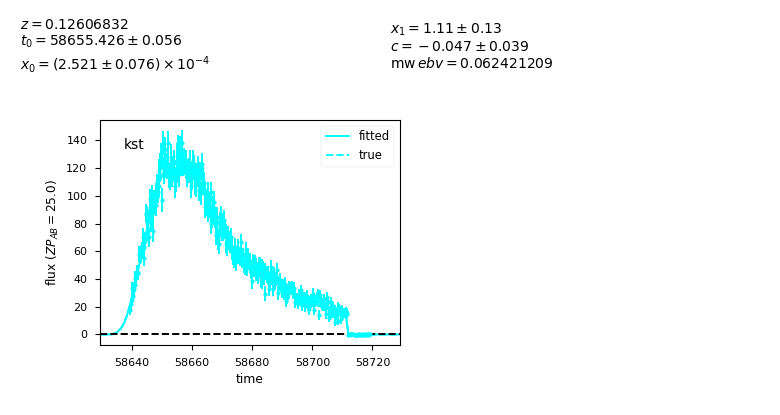 z = 0.12606832
t₀ = 58655.426 ± 0.056
x₀ = (2.521 ± 0.076) × 10⁻⁴
x₁ = 1.11 ± 0.13
c = −0.047 ± 0.039
mw ebv = 0.062421209
kst
fitted
true
flux (ZP_AB = 25.0)
140
120
100
80
60
40
20
0
58640 58660 58680 58700 58720
time